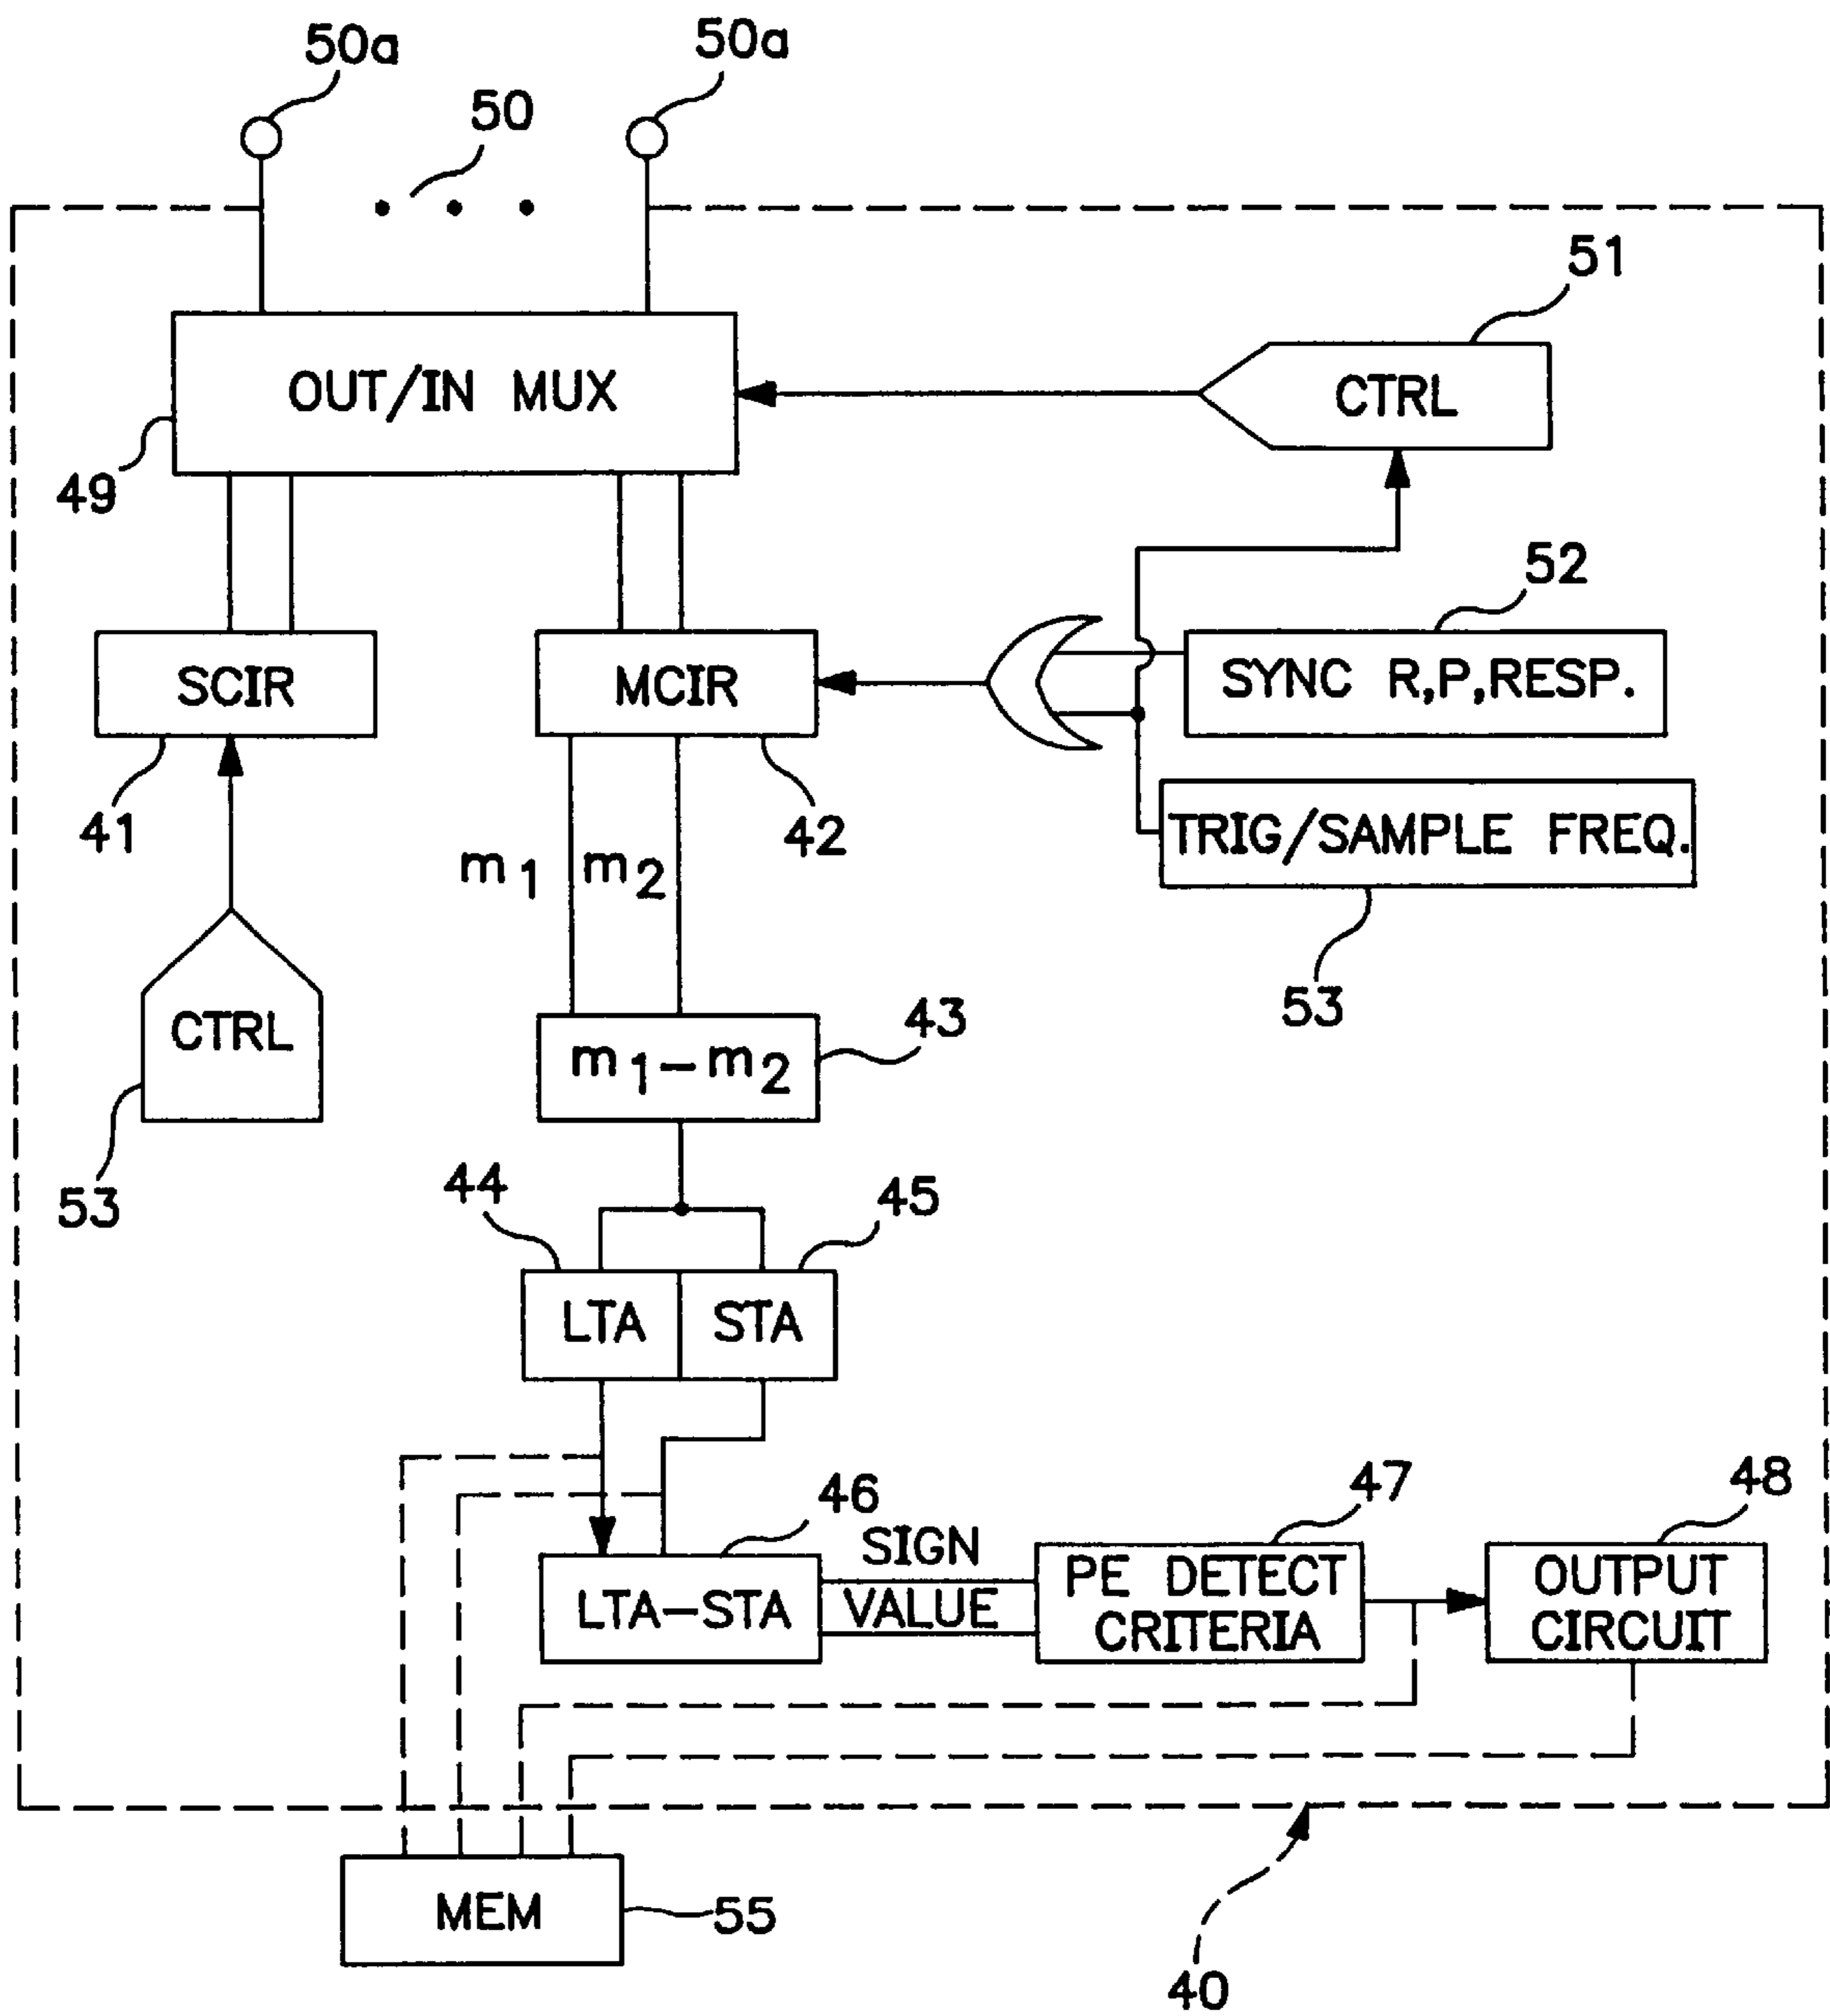 50a
50a
50
51
OUT/IN MUX
CTRL
49
52
SCIR
MCIR
SYNC R,P,RESP.
41
42
TRIG/SAMPLE FREQ.
m1
m2
53
CTRL
43
m1-m2
53
44
45
LTA
STA
46
47
48
SIGN
LTA-STA
VALUE
PE DETECT
CRITERIA
OUTPUT
CIRCUIT
MEM
55
40